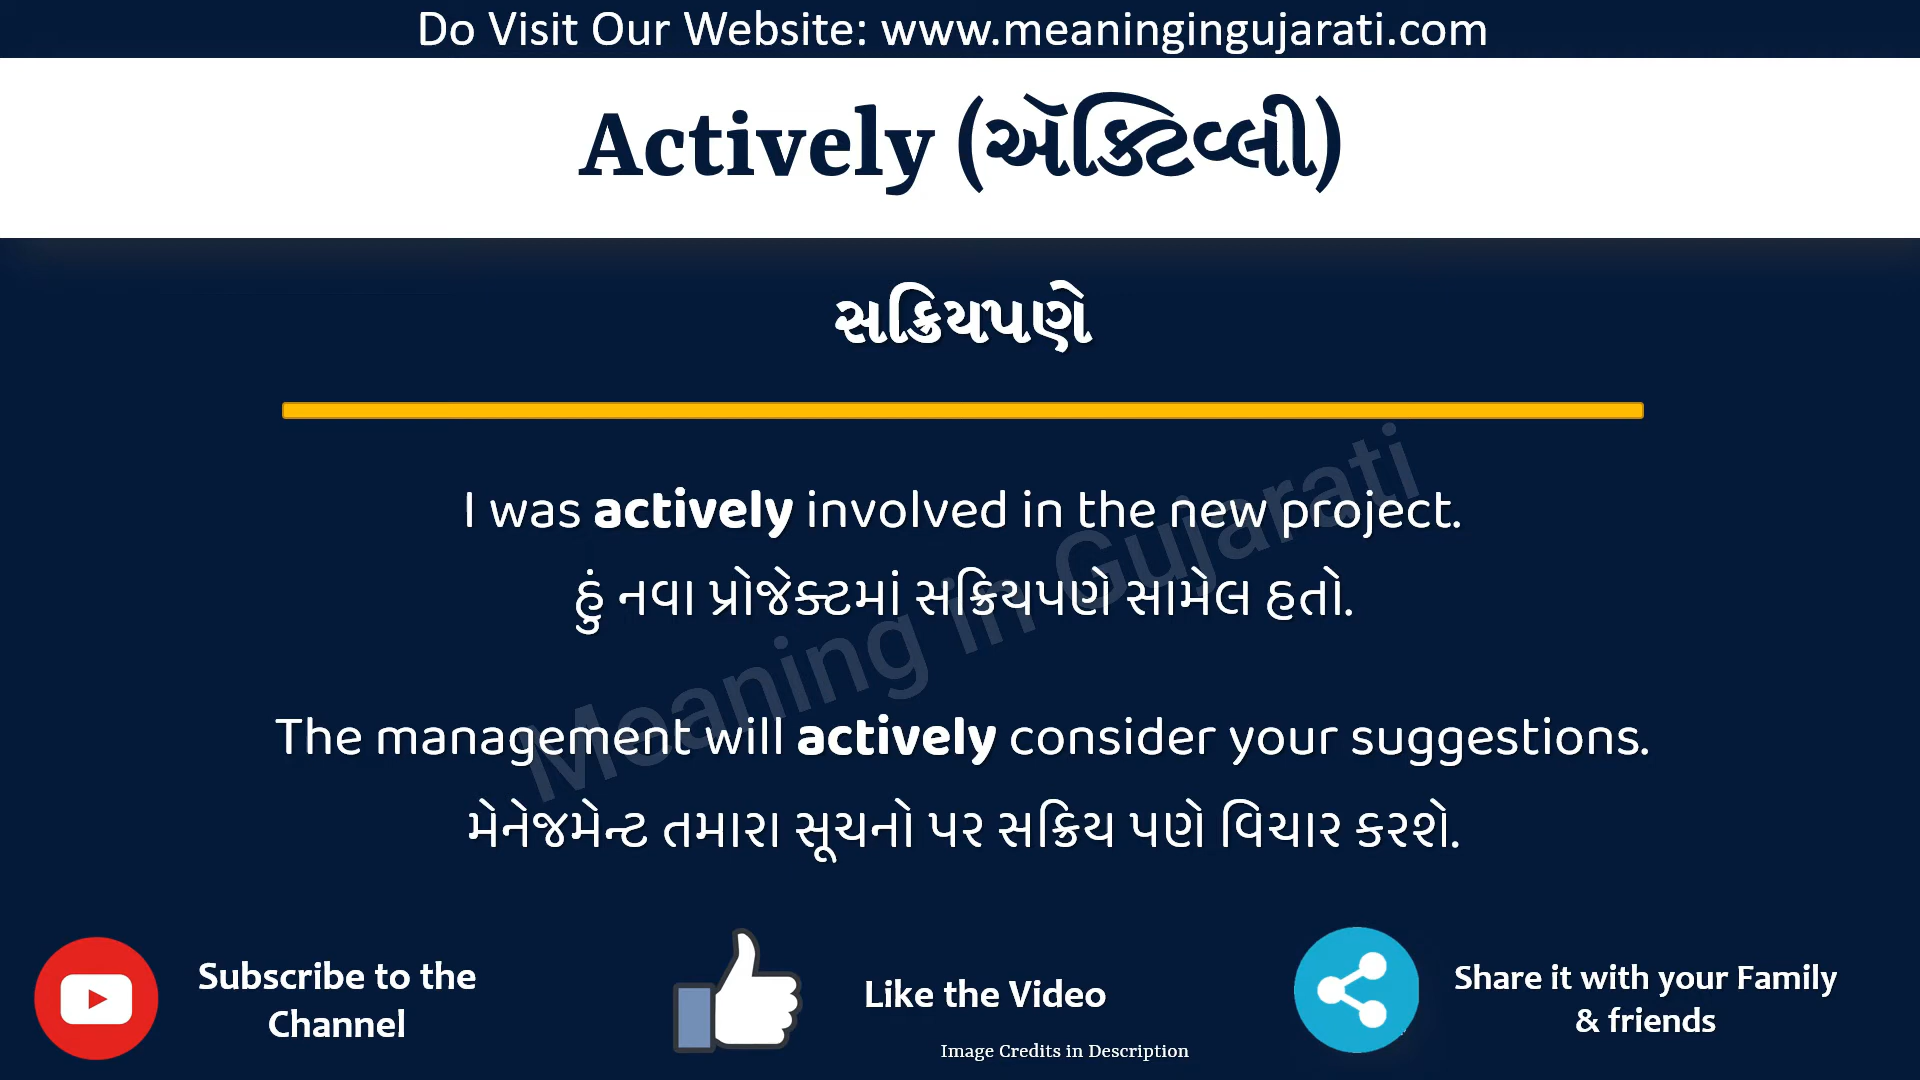 Do Visit Our Website: www.meaningingujarati.com
Actively (ઍક્ટિવ્લી)
સક્રિયપણે
I was actively involved in the new project.
હું નવા પ્રોજેક્ટમાં સક્રિયપણે સામેલ હતો.
Meaning in Gujarati
The management will actively consider your suggestions.
મેનેજમેન્ટ તમારા સૂચનો પર સક્રિય પણે વિચાર કરશે.
Subscribe to the
Channel
Like the Video
Share it with your Family
& friends
Image Credits in Description